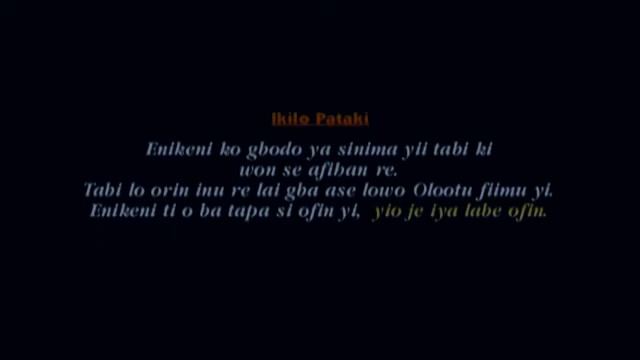 Ikilo Pataki
Enikeni ko gbodo ya sinima yii tabi ki
won se afihan re.
Tabi lo orin inu re lai gba ase lowo Olootu fiimu yi.
Enikeni ti o ba tapa si ofin yi, yio je iya labe ofin.